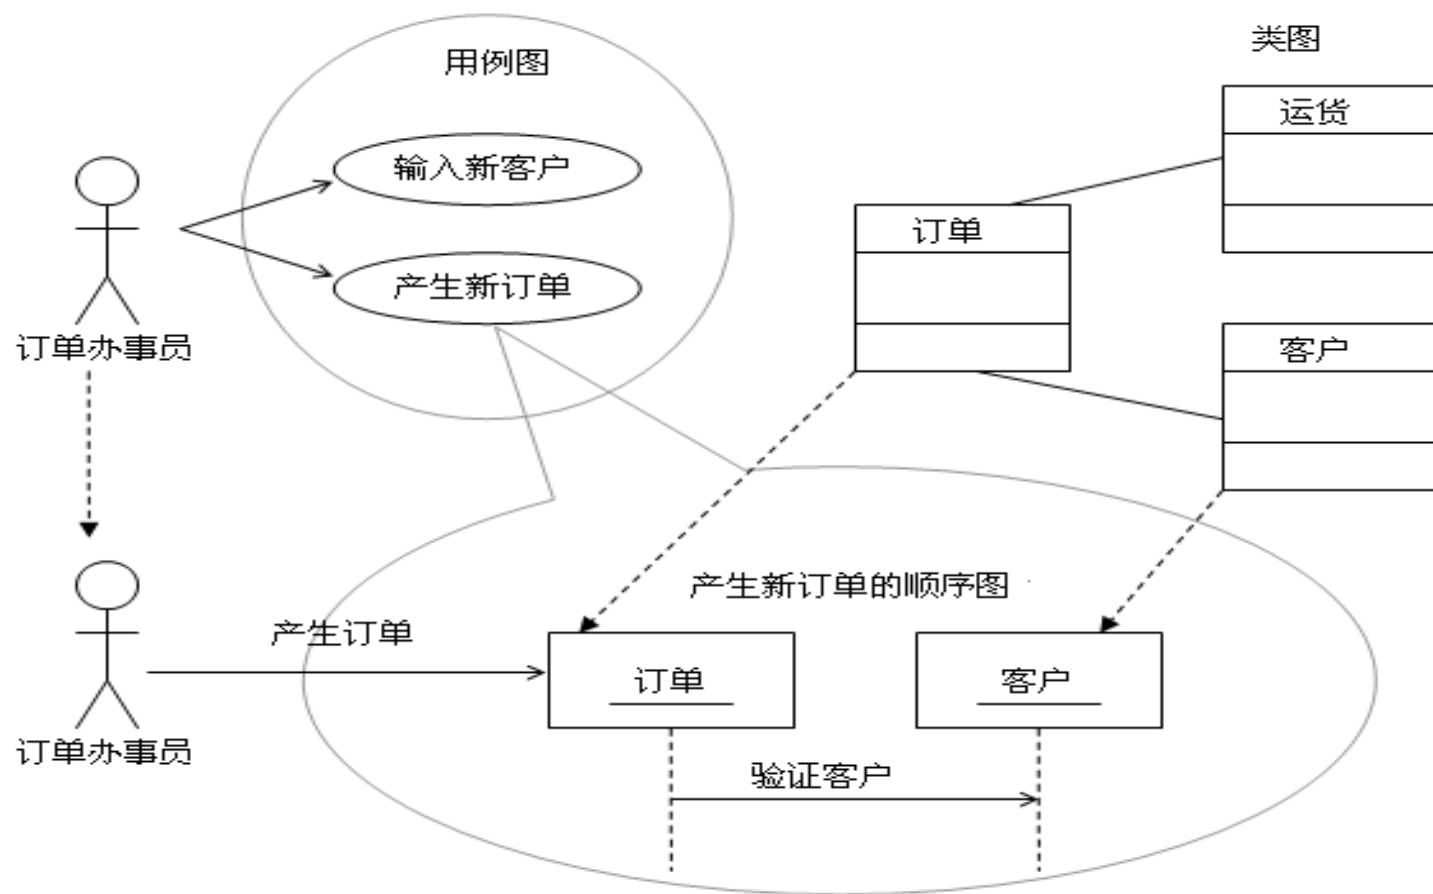 类图
用例图
运货
输入新客户
订单
产生新订单
订单办事员
客户
产生新订单的顺序图
产生订单
订单
客户
订单办事员
验证客户